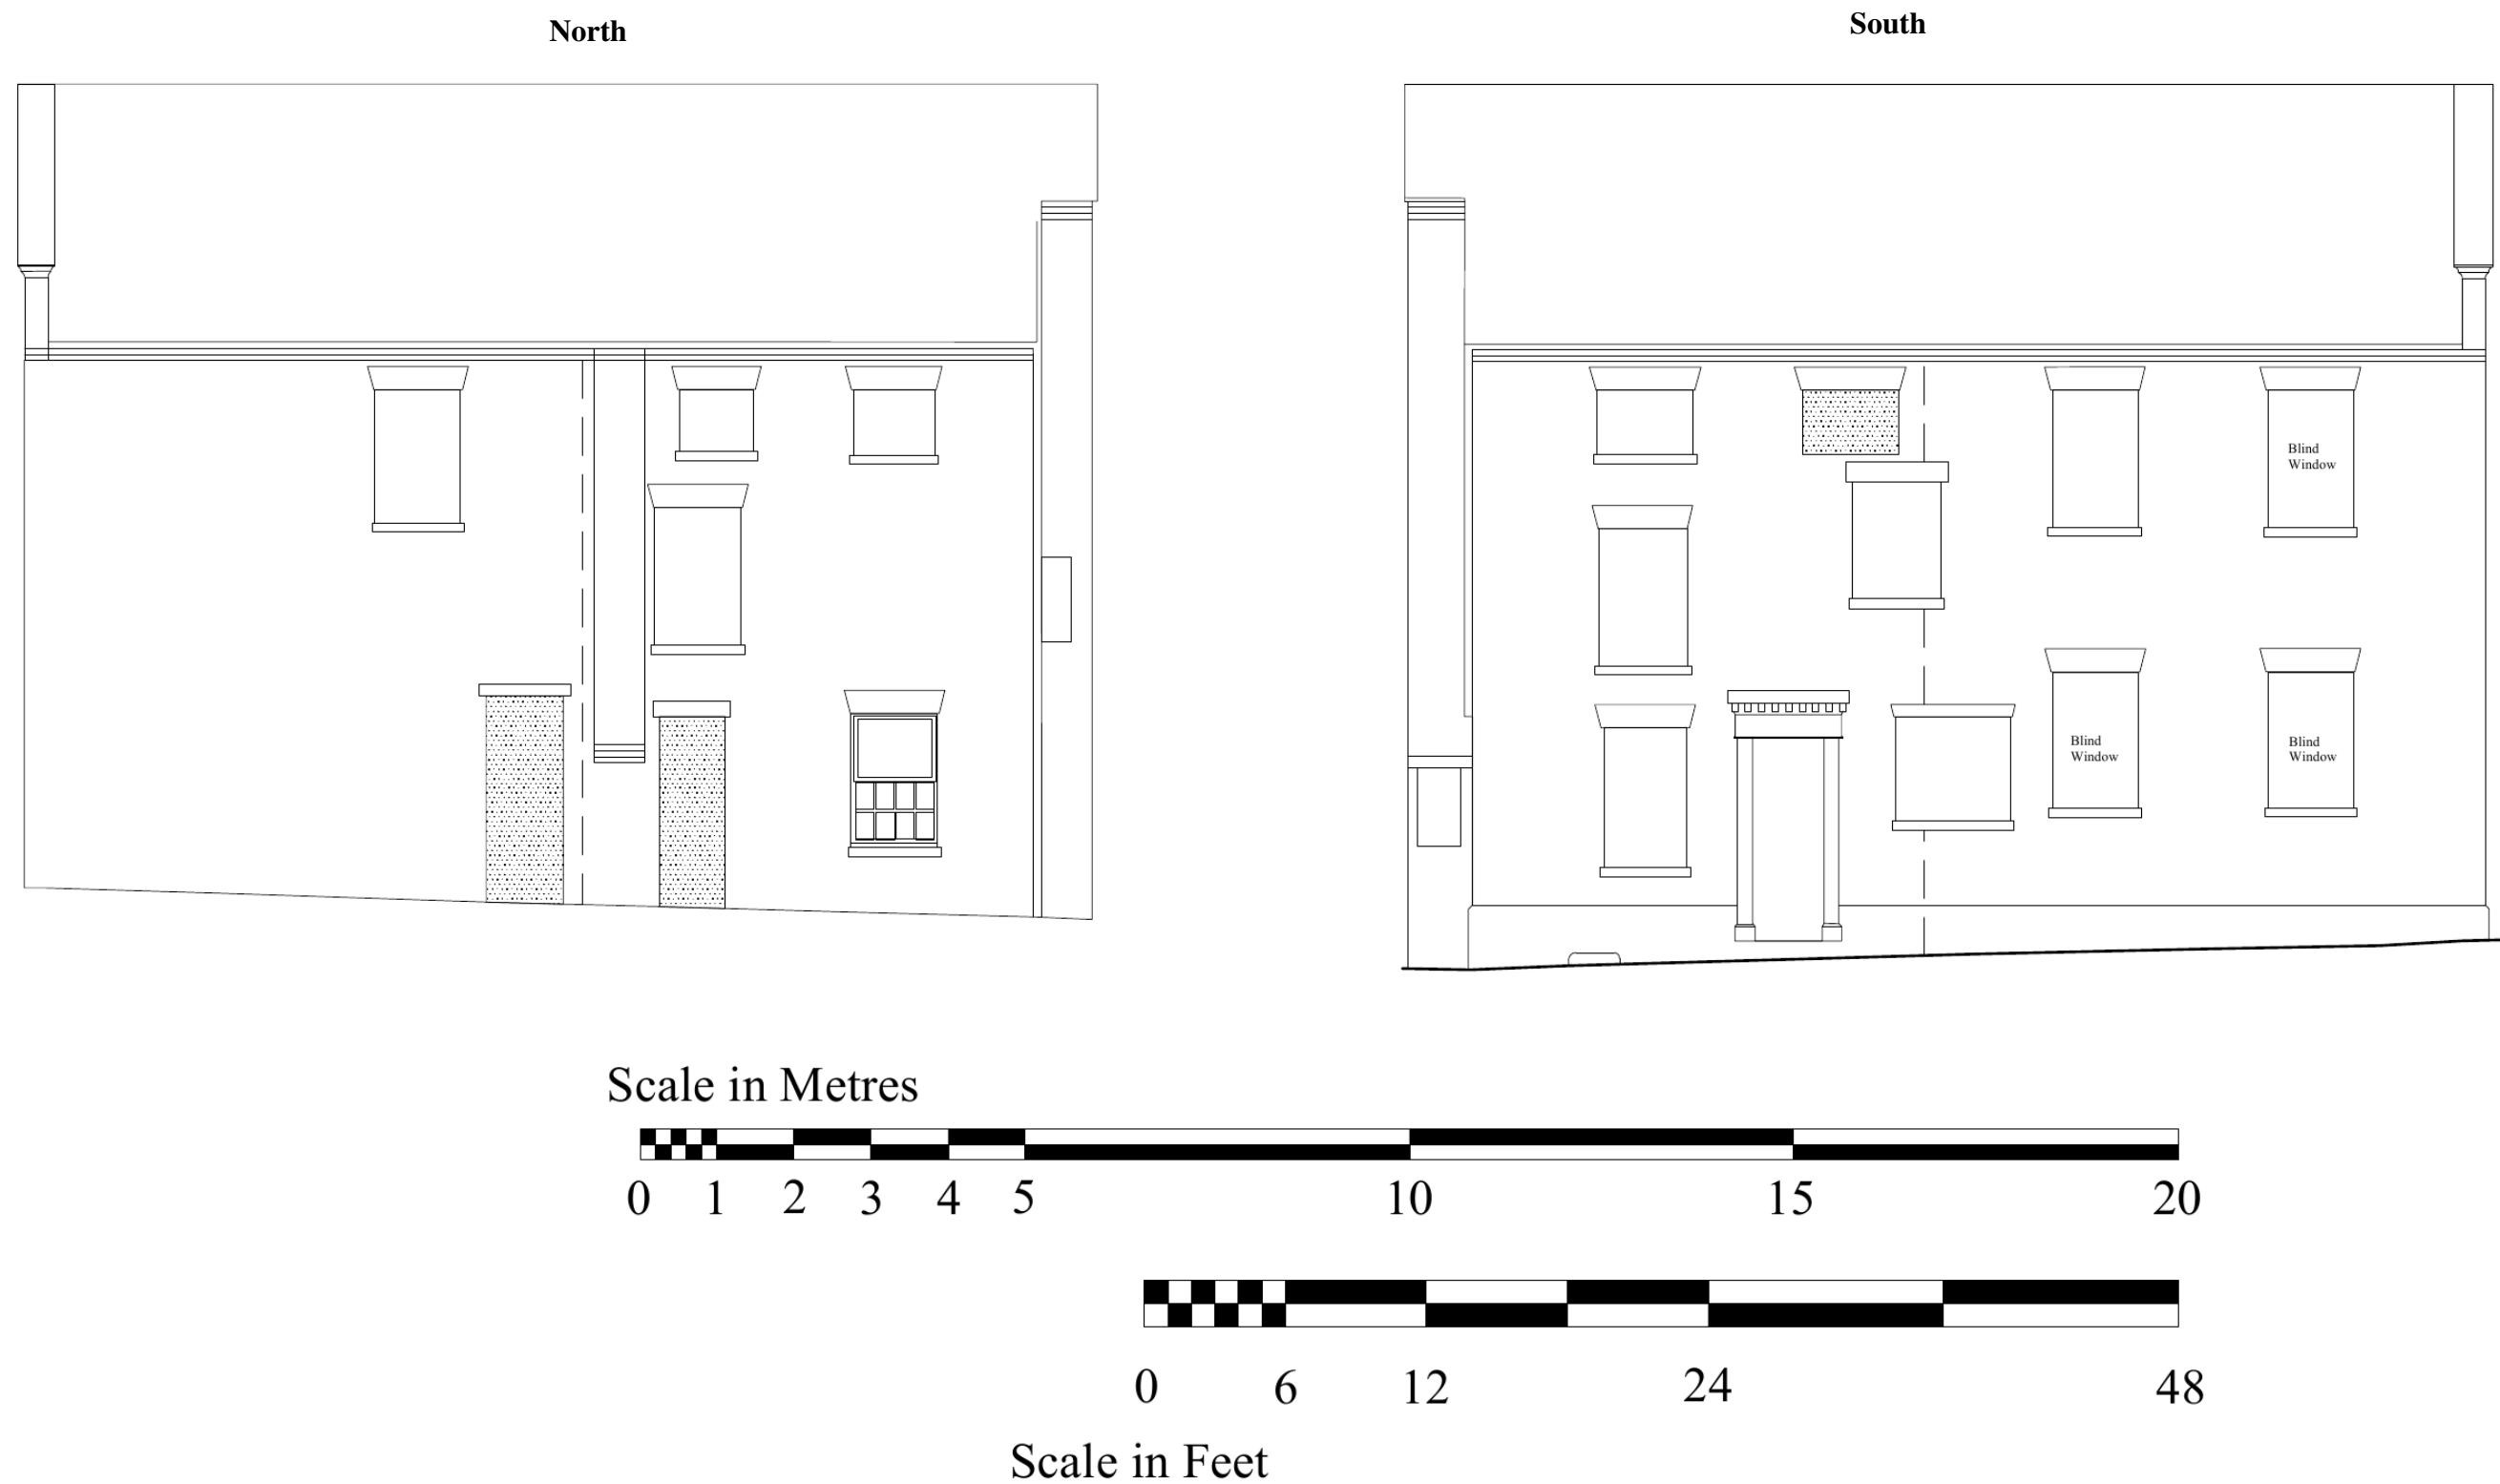 North
South
Blind
Window
Blind
Window
Blind
Window
Scale in Metres
0 1 2 3 4 5 10 15 20
0 6 12 24 48
Scale in Feet